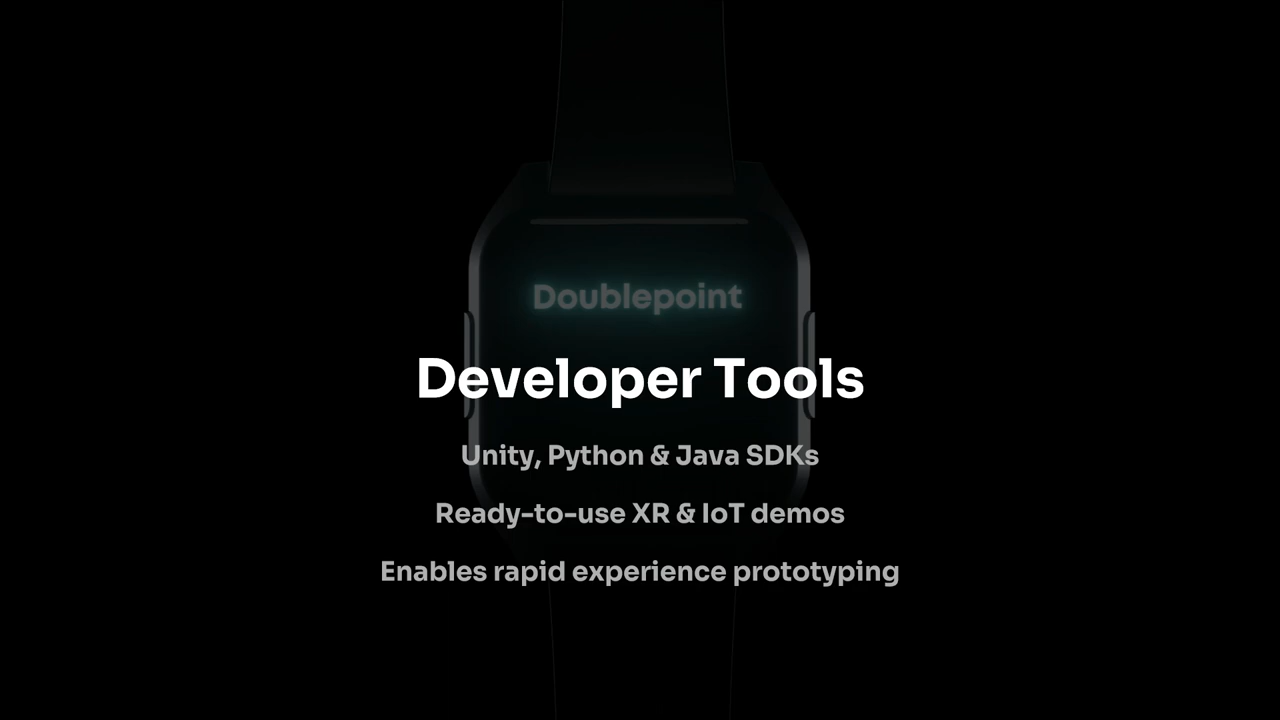 Doublepoint
Developer Tools
Unity, Python & Java SDKs
Ready-to-use XR & IoT demos
Enables rapid experience prototyping